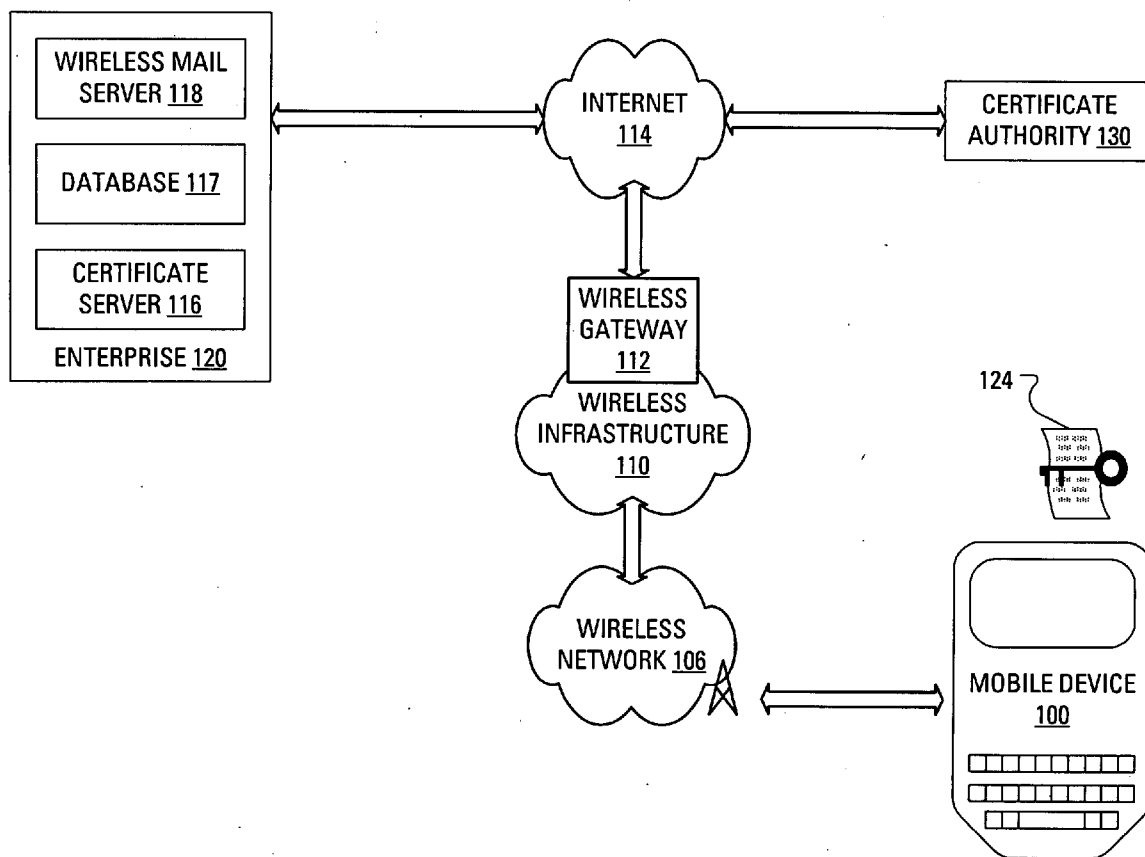 WIRELESS MAIL
SERVER 118
DATABASE 117
CERTIFICATE
SERVER 116
ENTERPRISE 120
INTERNET
114
CERTIFICATE
AUTHORITY 130
WIRELESS
GATEWAY
112
WIRELESS
INFRASTRUCTURE
110
124
WIRELESS
NETWORK 106
MOBILE DEVICE
100